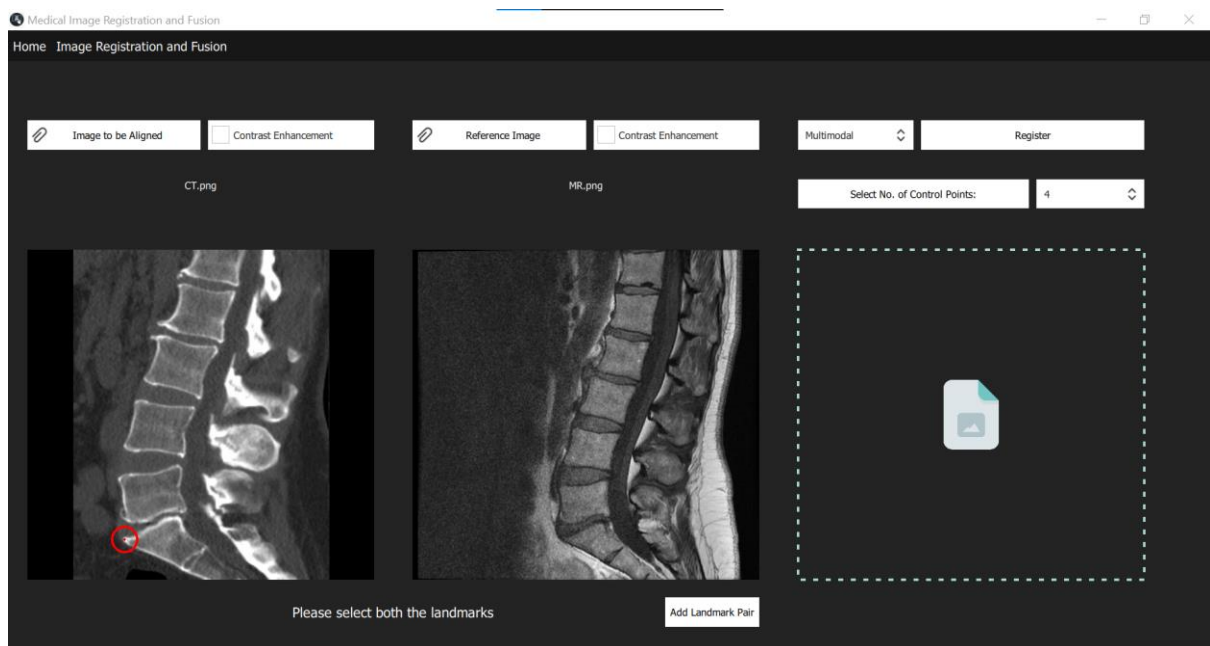 Medical Image Registration and Fusion
Home Image Registration and Fusion
Image to be Aligned
Contrast Enhancement
Reference Image
Contrast Enhancement
Multimodal
Register
CT.png
MR.png
Select No. of Control Points:
4
Please select both the landmarks
Add Landmark Pair